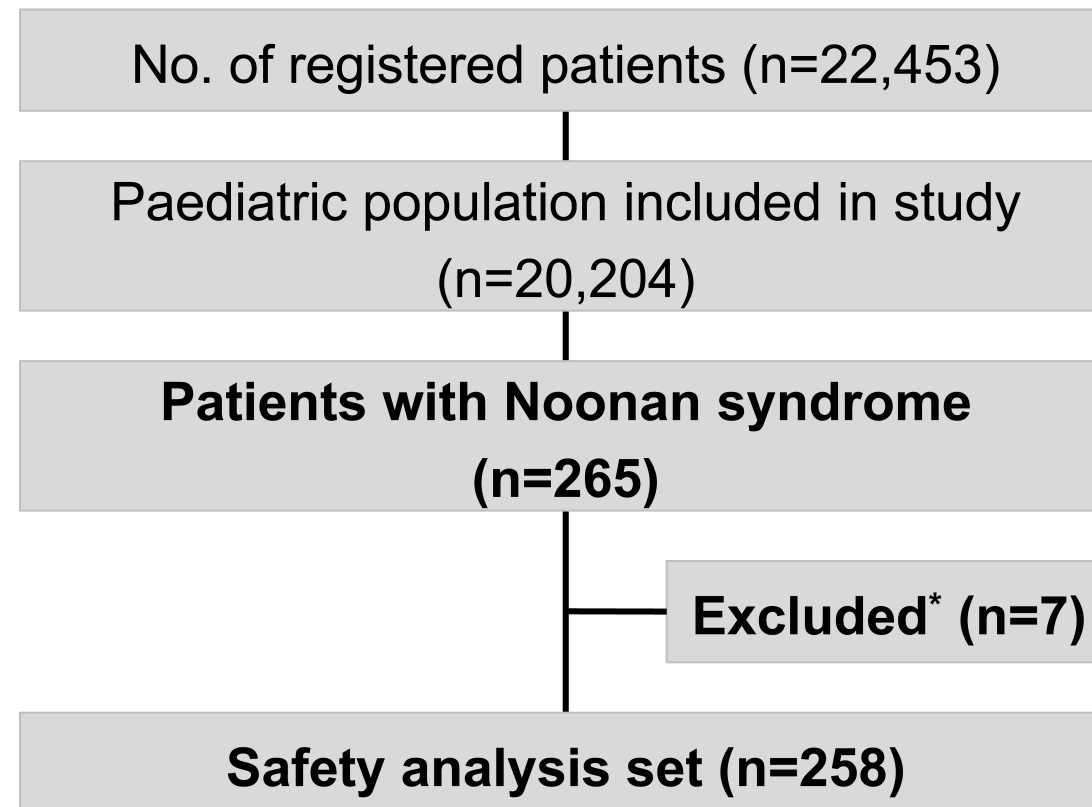 No. of registered patients (n=22,453)
Paediatric population included in study
(n=20,204)
Patients with Noonan syndrome
(n=265)
Excluded* (n=7)
Safety analysis set (n=258)